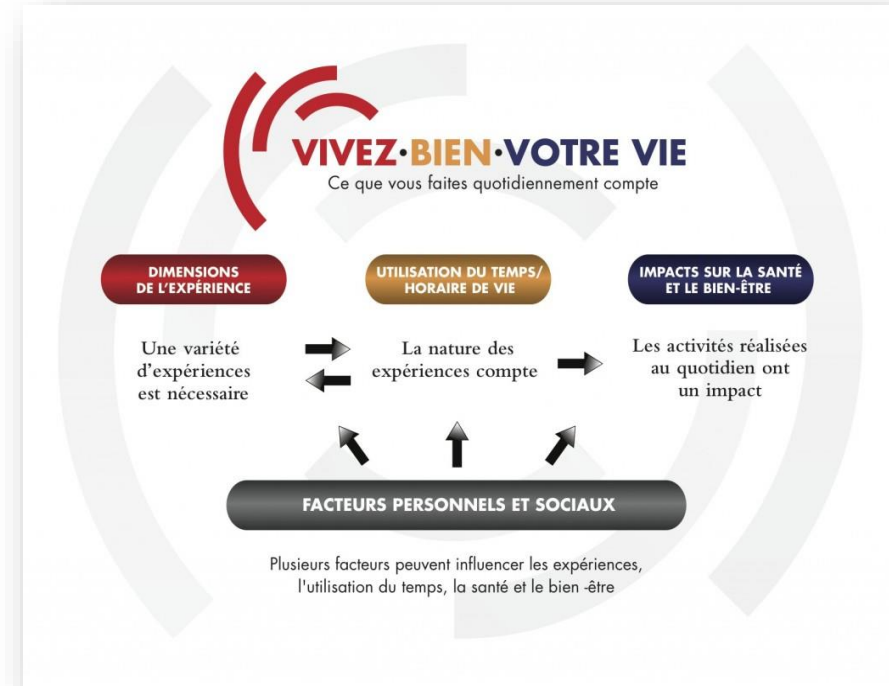 VIVEZ•BIEN•VOTRE VIE
Ce que vous faites quotidiennement compte
DIMENSIONS
DE L'EXPÉRIENCE
Une variété
d'expériences
est nécessaire
UTILISATION DU TEMPS/
HORAIRE DE VIE
La nature des
expériences compte
IMPACTS SUR LA SANTÉ
ET LE BIEN-ÊTRE
Les activités réalisées
au quotidien ont
un impact
FACTEURS PERSONNELS ET SOCIAUX
Plusieurs facteurs peuvent influencer les expériences,
l'utilisation du temps, la santé et le bien -être